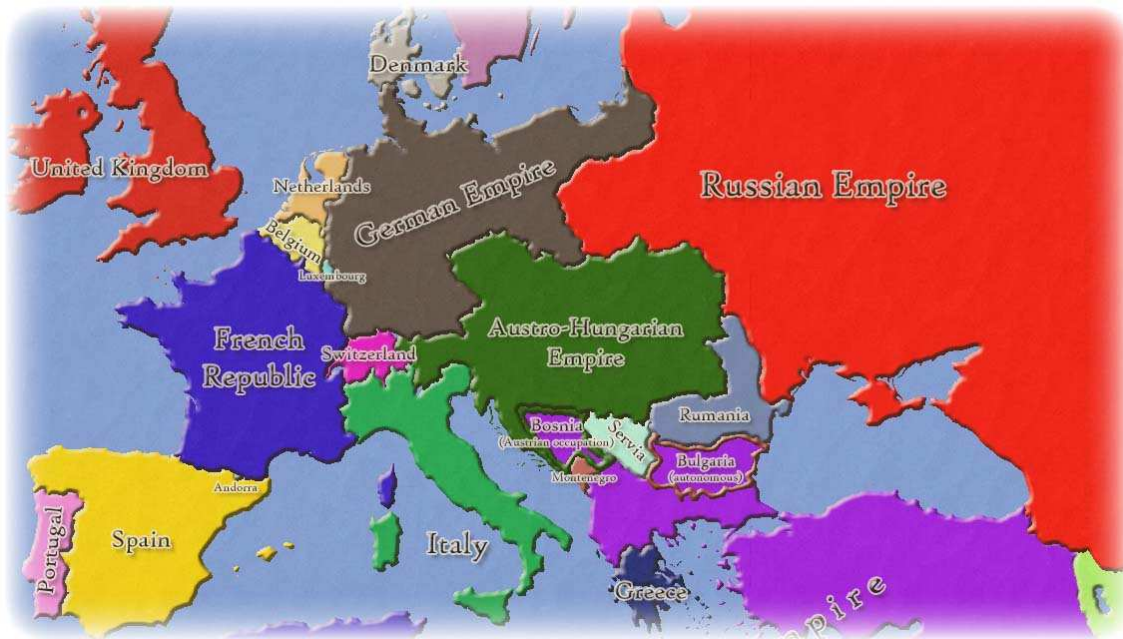 Denmark
United Kingdom
Netherlands
German Empire
Russian Empire
Belgium
Luxembourg
French
Republic
Switzerland
Austro-Hungarian
Empire
Rumania
Bosnia
(Austrian occupation)
Servia
Bulgaria
(autonomous)
Montenegro
Andorra
Portugal
Spain
Italy
Greece